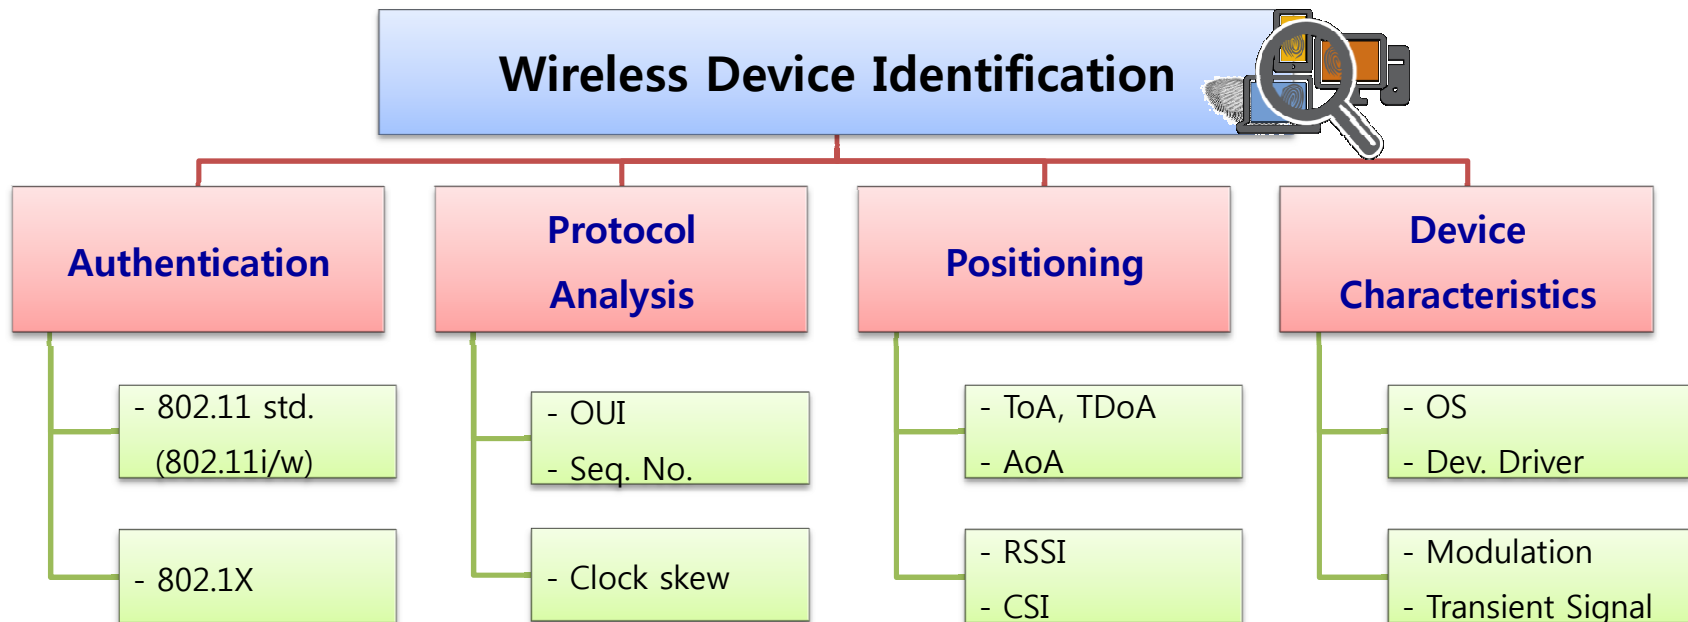 Wireless Device Identification
Authentication
- 802.11 std.
(802.11i/w)
- 802.1X
Protocol
Analysis
- OUI
- Seq. No.
- Clock skew
Positioning
- ToA, TDoA
- AoA
- RSSI
- CSI
Device
Characteristics
- OS
- Dev. Driver
- Modulation
- Transient Signal